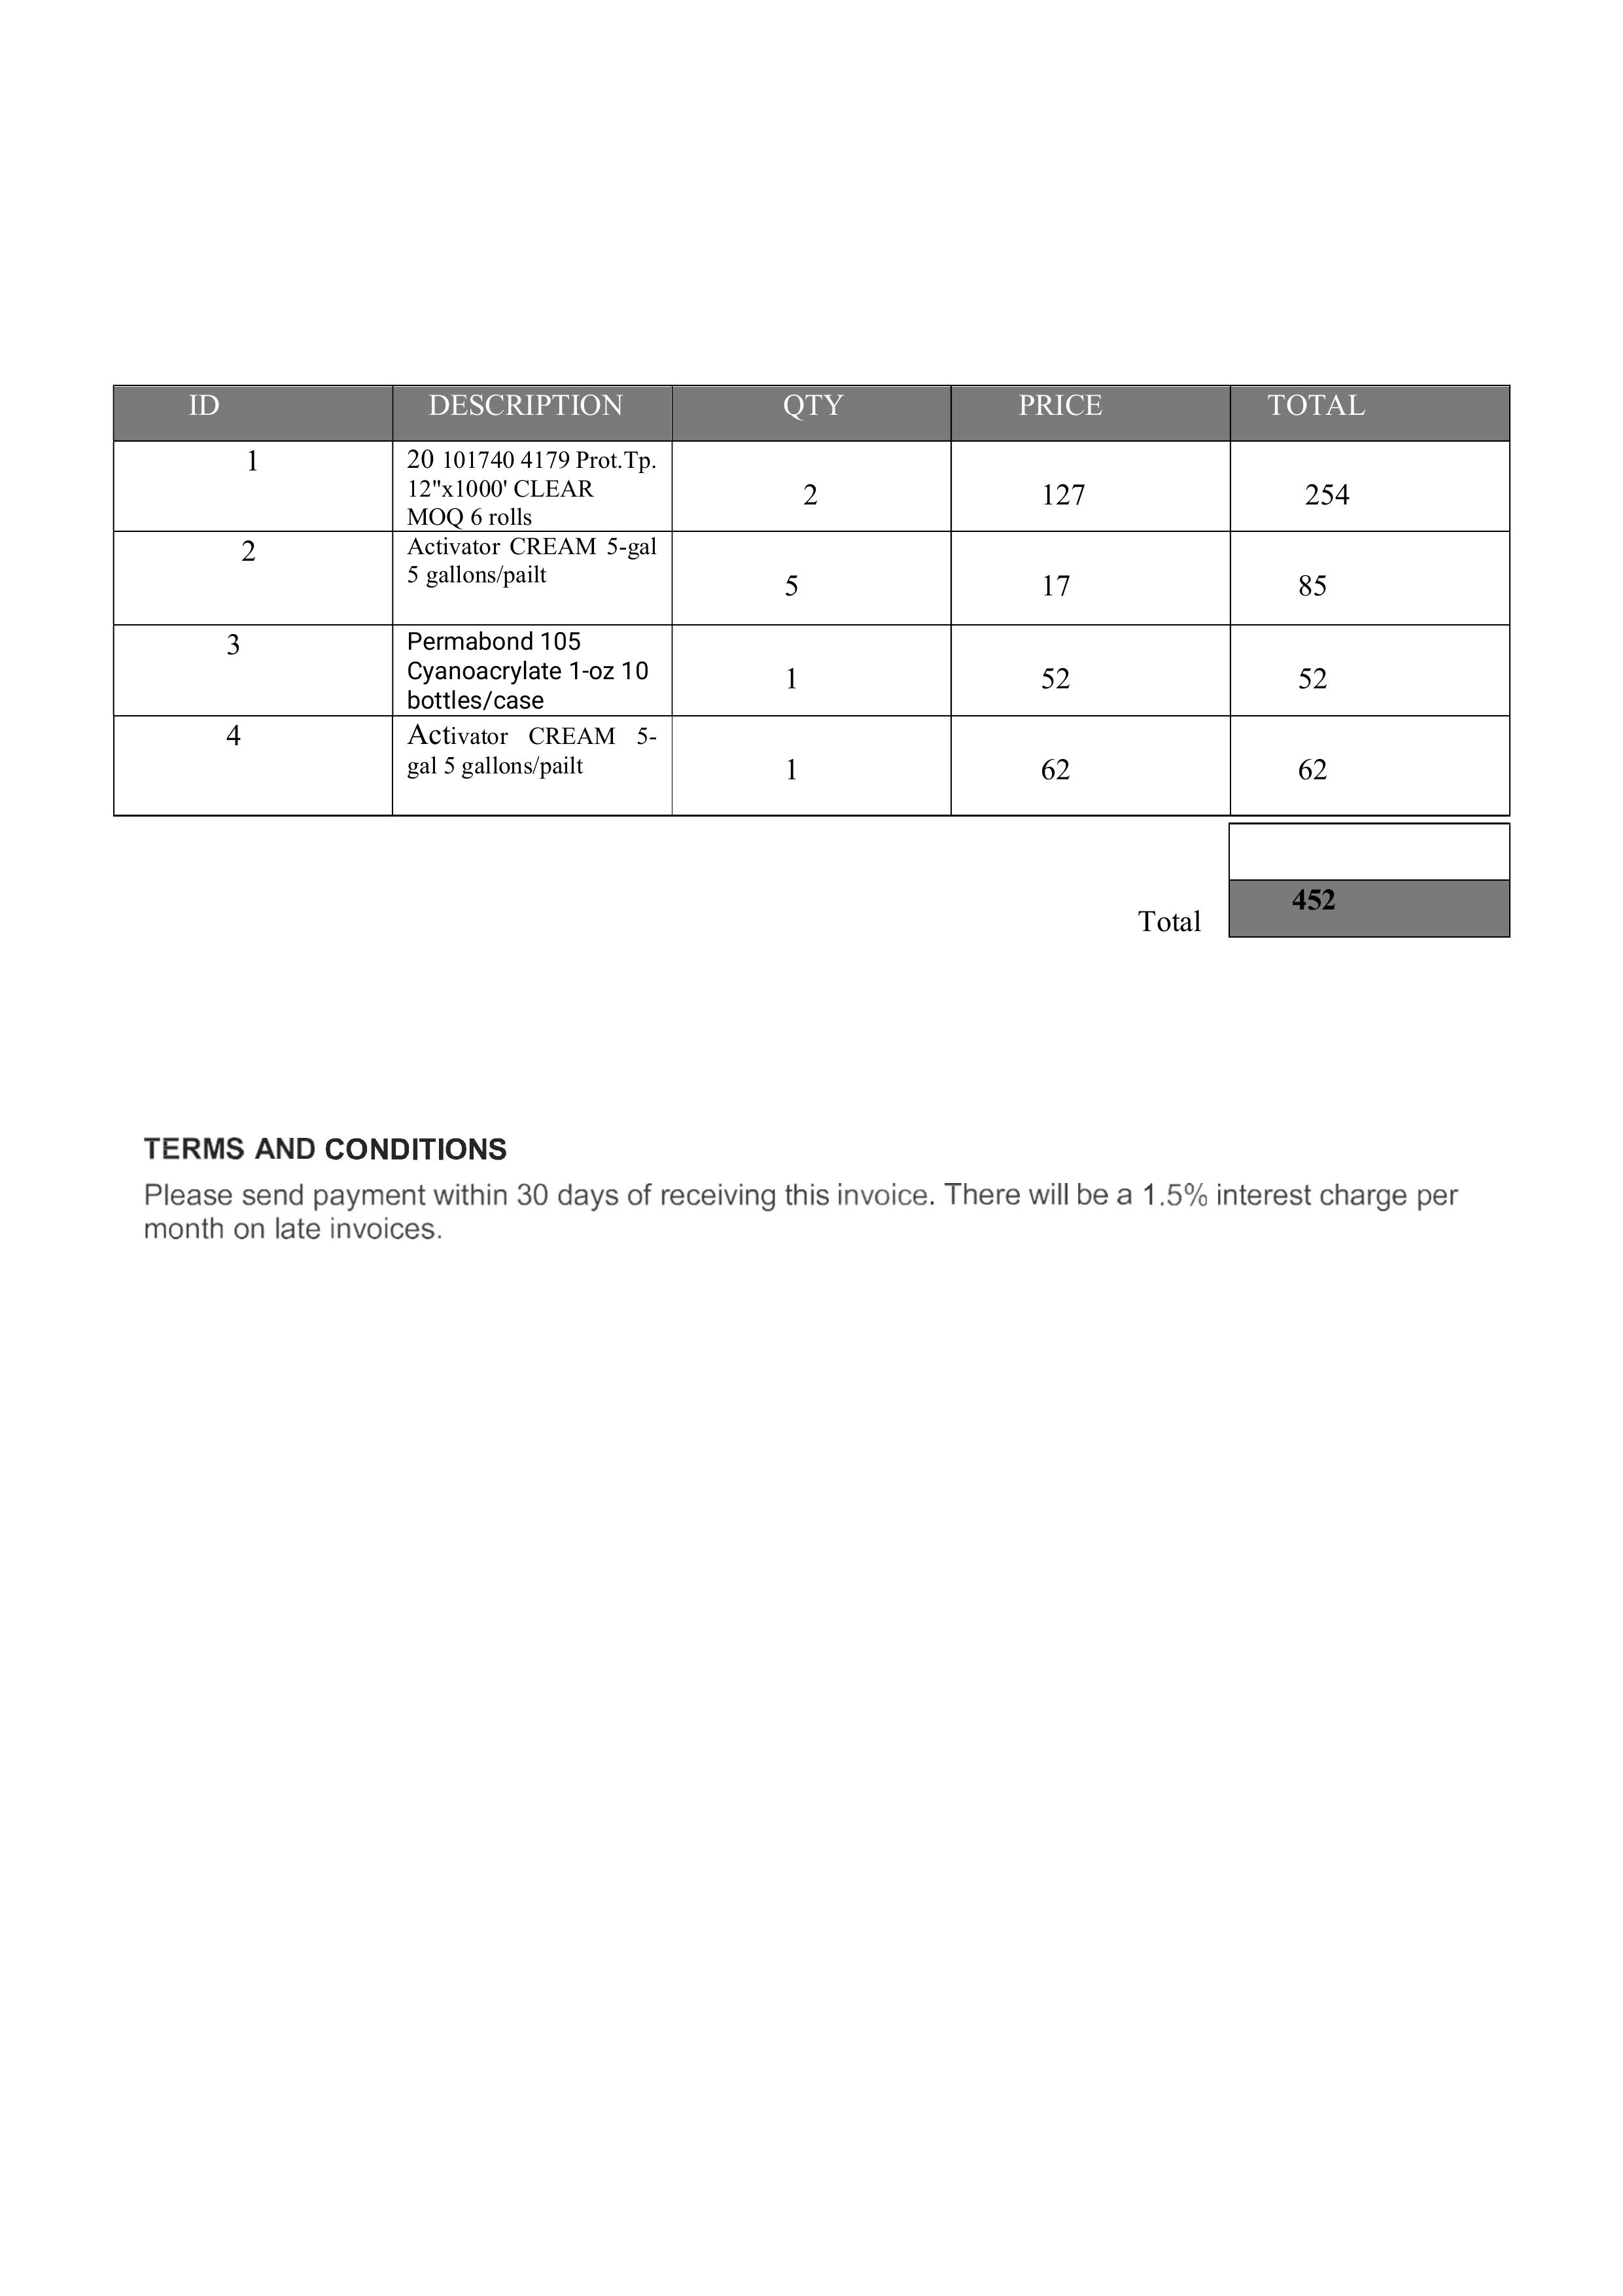 ID DESCRIPTION QTY PRICE TOTAL
1 20 101740 4179 Prot.Tp.
12"x1000' CLEAR
MOQ 6 rolls
2 127 254
2 Activator CREAM 5-gal
5 gallons/pailt
5 17 85
3 Permabond 105
Cyanoacrylate 1-oz 10
bottles/case
1 52 52
4 Activator CREAM 5-
gal 5 gallons/pailt
1 62 62
Total 452
TERMS AND CONDITIONS
Please send payment within 30 days of receiving this invoice. There will be a 1.5% interest charge per
month on late invoices.